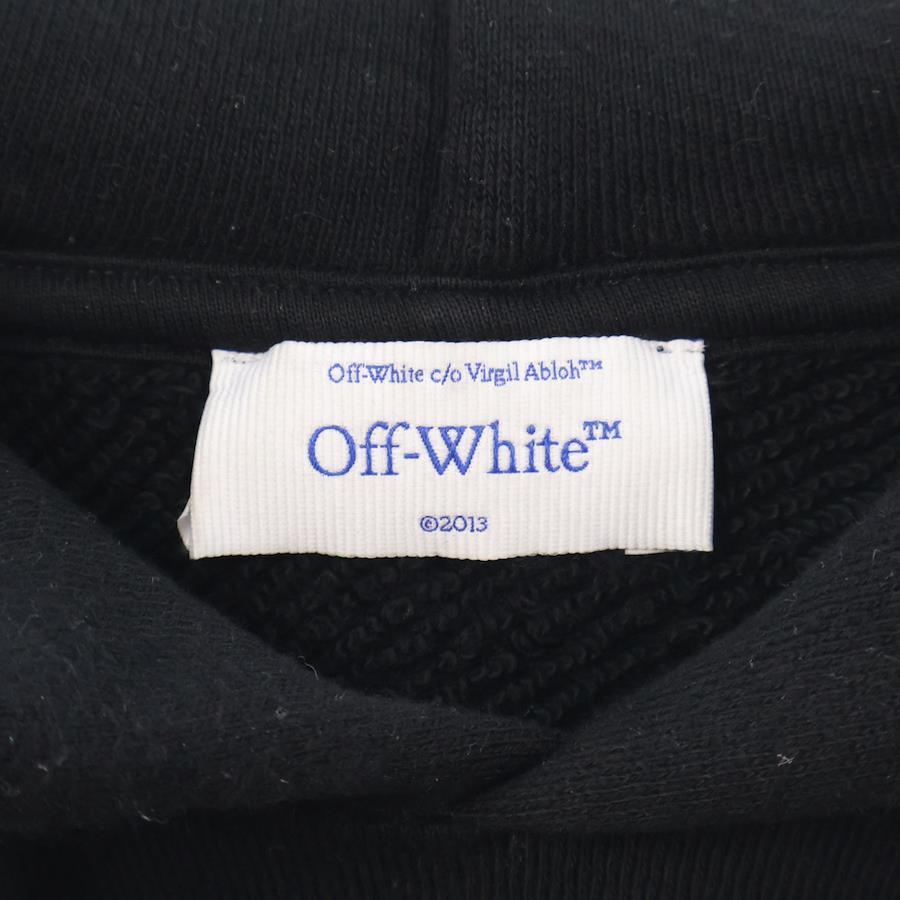 Off-White c/o Virgil Abloh™
Off-White™
©2013